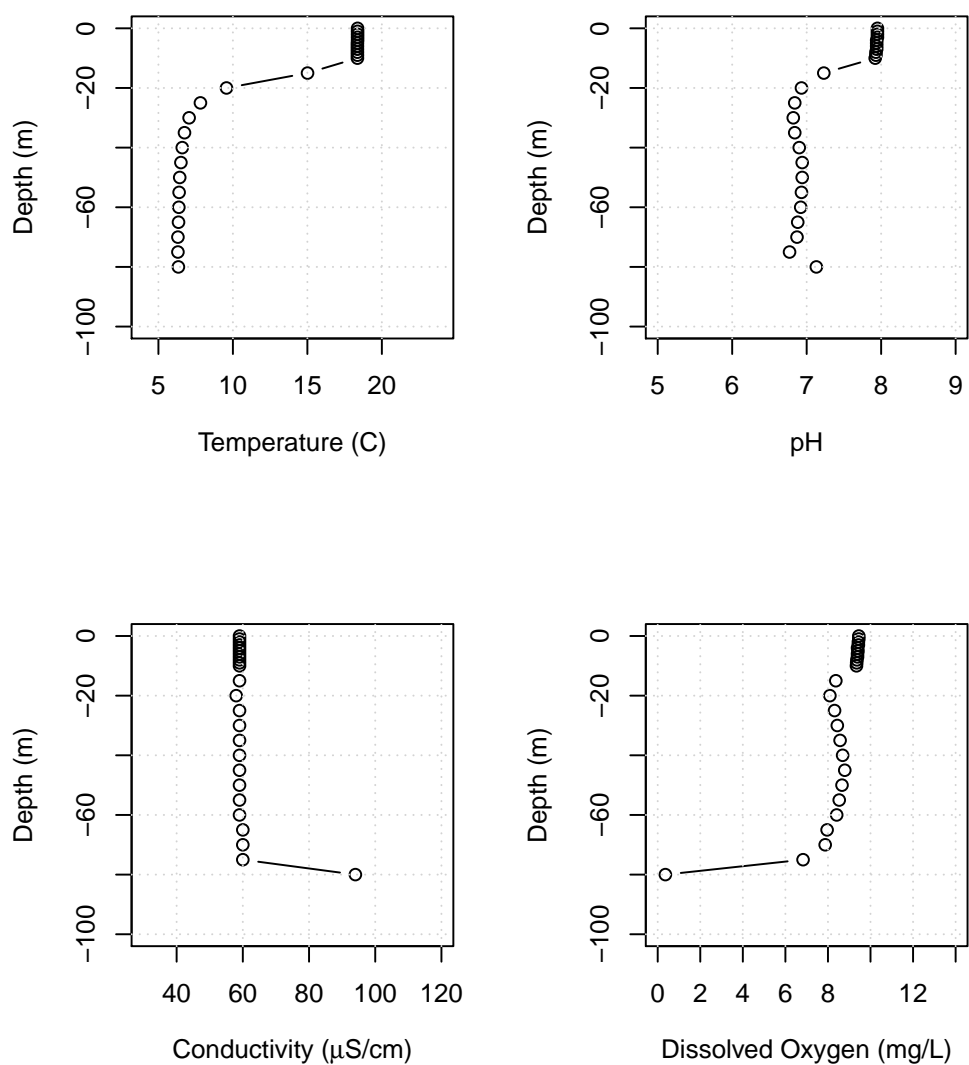 0
−20
−60
−100
Depth (m)
5 10 15 20
Temperature (C)
0
−20
−60
−100
Depth (m)
5 6 7 8 9
pH
0
−20
−60
−100
Depth (m)
40 60 80 100 120
Conductivity (μS/cm)
0
−20
−60
−100
Depth (m)
0 2 4 6 8 12
Dissolved Oxygen (mg/L)